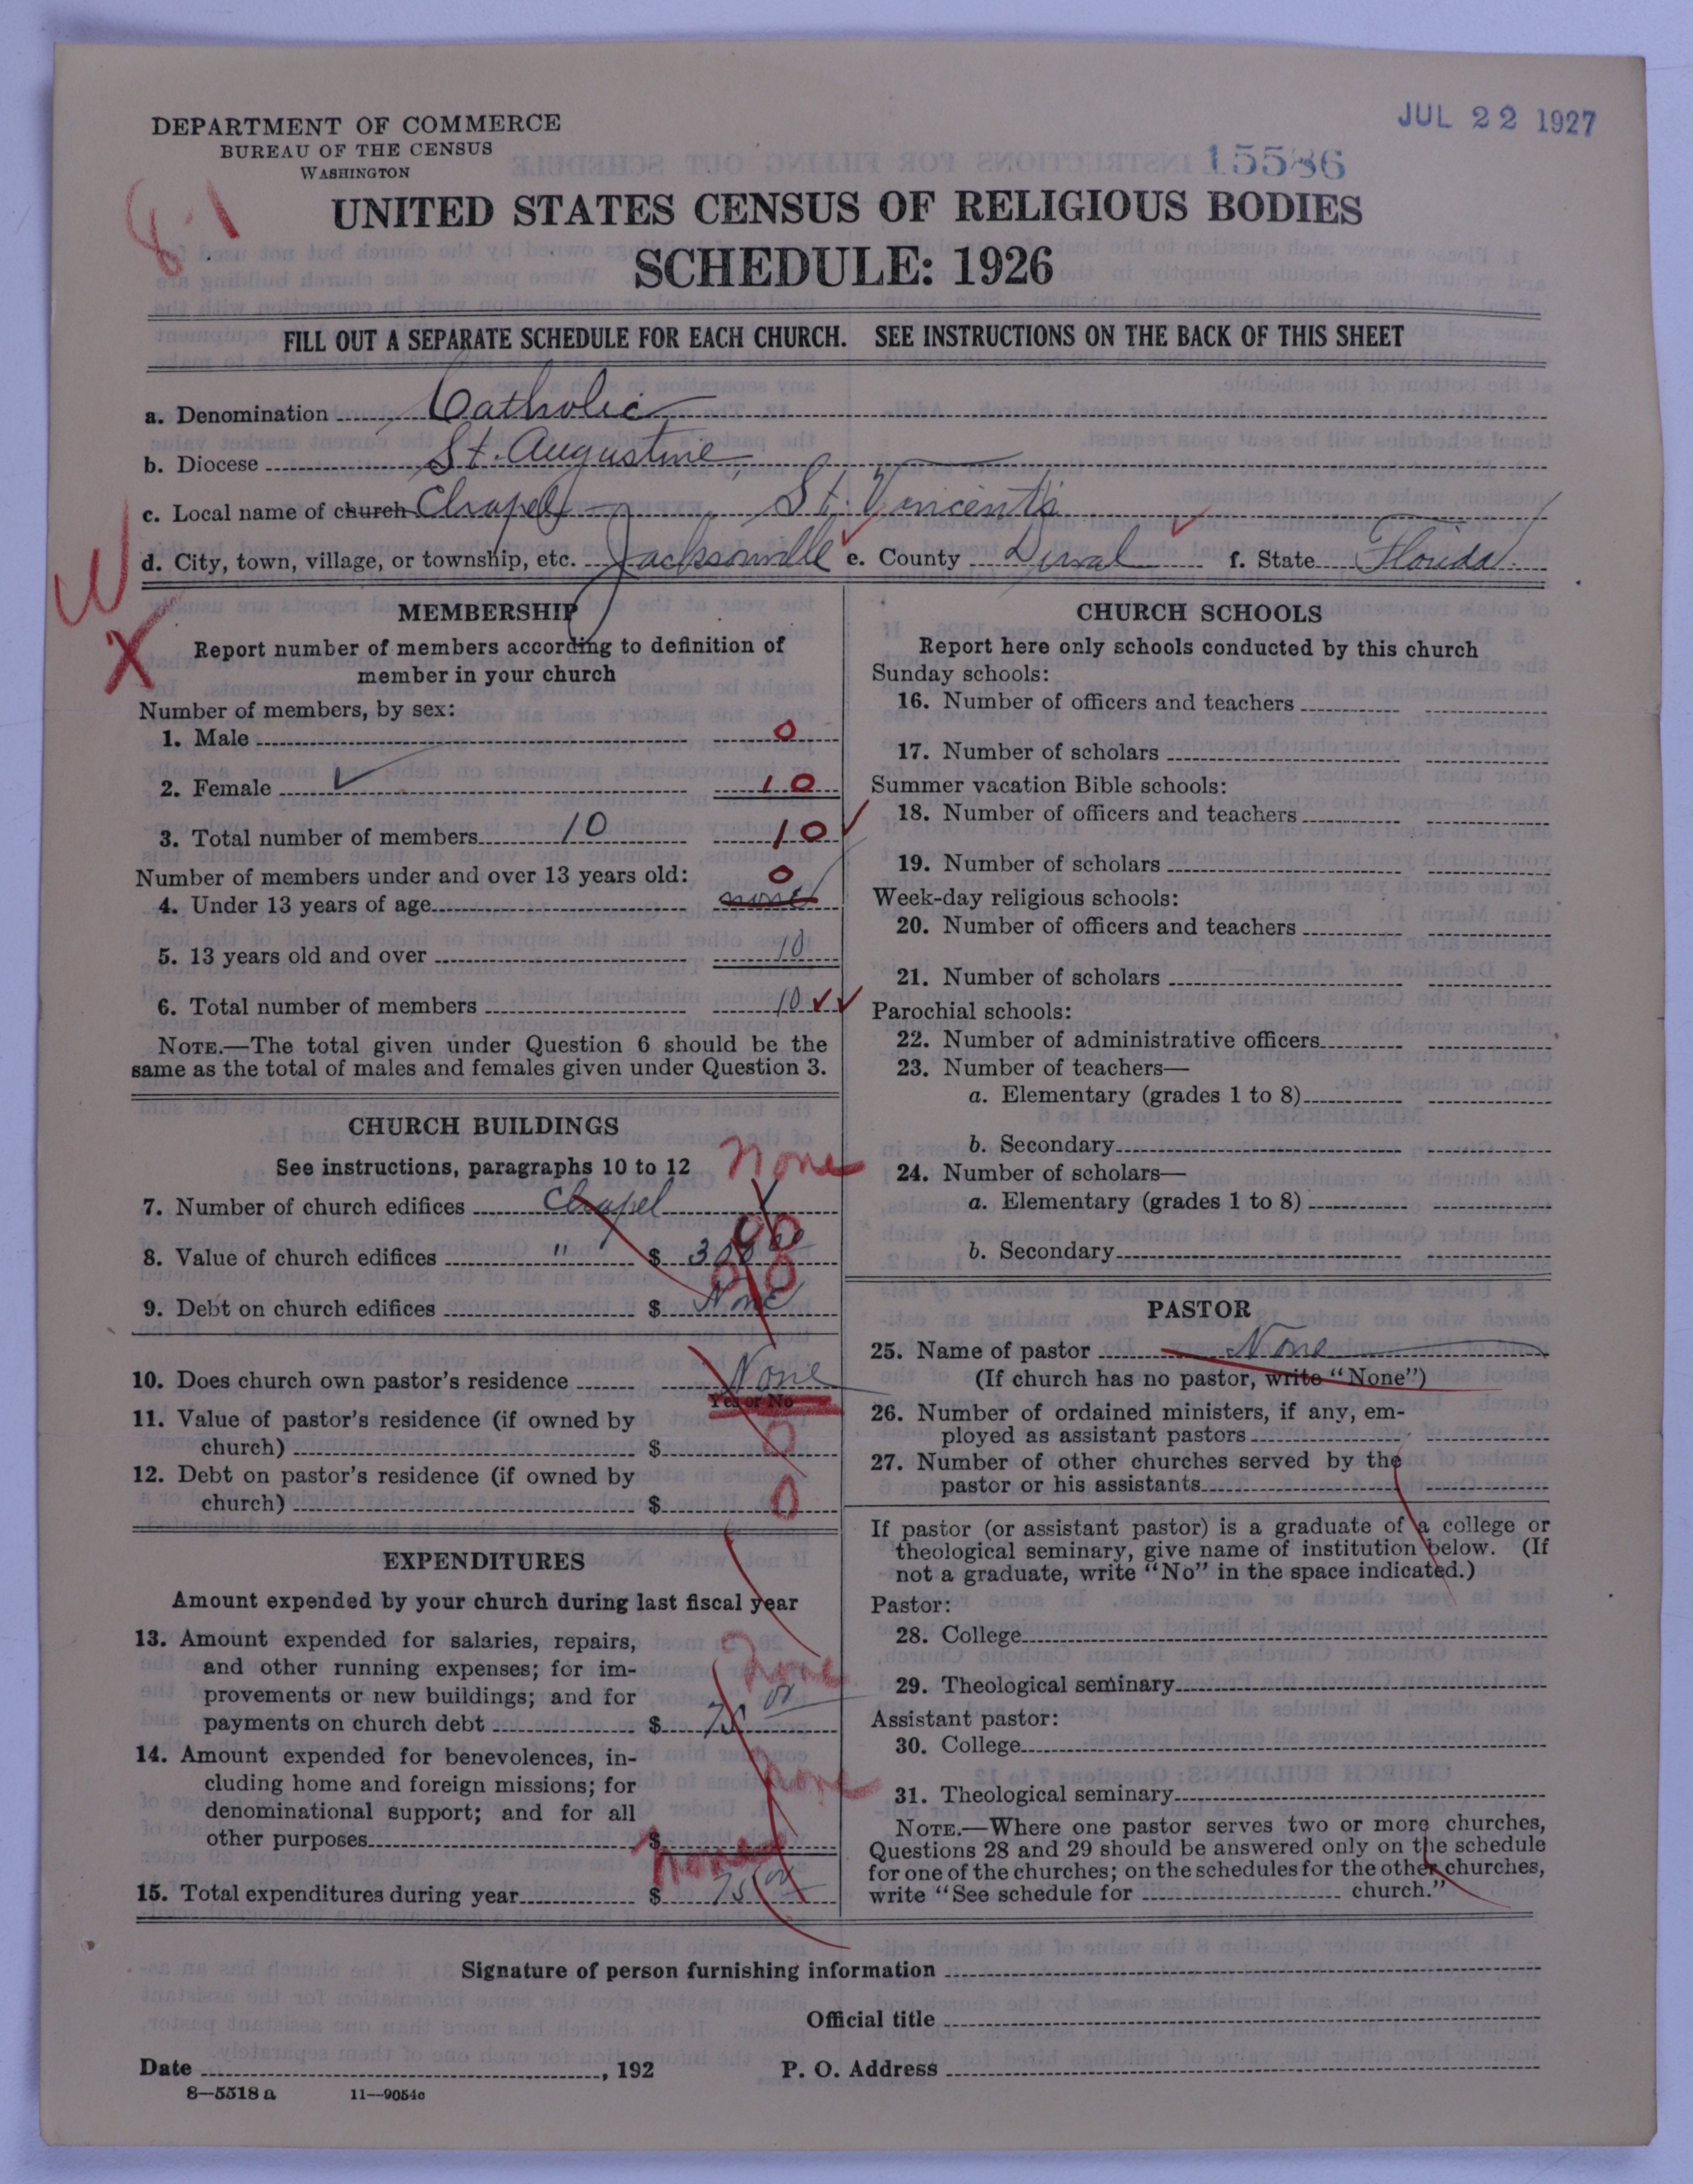 JUL 22 1927
DEPARTMENT OF COMMERCE
BUREAU OF THE CENSUS
WASHINGTON
15586
8-1
UNITED STATES CENSUS OF RELIGIOUS BODIES
SCHEDULE: 1926
FILL OUT A SEPARATE SCHEDULE FOR EACH CHURCH. SEE INSTRUCTIONS ON THE BACK OF THIS SHEET
a. Denomination Catholic
b. Diocese St. Augustine
c. Local name of church Chapel St. Vincent's
d. City, town, village, or township, etc. Jacksonville e. County Duval f. State Florida
W
X
MEMBERSHIP
Report number of members according to definition of
member in your church
Number of members, by sex:
1. Male 0
2. Female ✓ 10
3. Total number of members 10 10 ✓
Number of members under and over 13 years old: 0
4. Under 13 years of age none
5. 13 years old and over 10
6. Total number of members 10 ✓✓
NOTE.—The total given under Question 6 should be the
same as the total of males and females given under Question 3.
CHURCH BUILDINGS
See instructions, paragraphs 10 to 12 none
7. Number of church edifices Chapel
8. Value of church edifices " $
9. Debt on church edifices $ None
10. Does church own pastor's residence None
Yes or No
11. Value of pastor's residence (if owned by
church) $ 0
12. Debt on pastor's residence (if owned by
church) $ 0
EXPENDITURES
Amount expended by your church during last fiscal year
13. Amount expended for salaries, repairs,
and other running expenses; for im-
provements or new buildings; and for none
payments on church debt $ 75 00
14. Amount expended for benevolences, in-
cluding home and foreign missions; for none
denominational support; and for all
other purposes $
none
15. Total expenditures during year $ 75 00
CHURCH SCHOOLS
Report here only schools conducted by this church
Sunday schools:
16. Number of officers and teachers
17. Number of scholars
Summer vacation Bible schools:
18. Number of officers and teachers
19. Number of scholars
Week-day religious schools:
20. Number of officers and teachers
21. Number of scholars
Parochial schools:
22. Number of administrative officers
23. Number of teachers—
a. Elementary (grades 1 to 8)
b. Secondary
24. Number of scholars—
a. Elementary (grades 1 to 8)
b. Secondary
PASTOR
25. Name of pastor None
(If church has no pastor, write "None")
26. Number of ordained ministers, if any, em-
ployed as assistant pastors
27. Number of other churches served by the
pastor or his assistants
If pastor (or assistant pastor) is a graduate of a college or
theological seminary, give name of institution below. (If
not a graduate, write "No" in the space indicated.)
Pastor:
28. College
29. Theological seminary
Assistant pastor:
30. College
31. Theological seminary
NOTE.—Where one pastor serves two or more churches,
Questions 28 and 29 should be answered only on the schedule
for one of the churches; on the schedules for the other churches,
write "See schedule for church."
Signature of person furnishing information
Official title
Date , 192 P. O. Address
8—5518 a 11—9054c